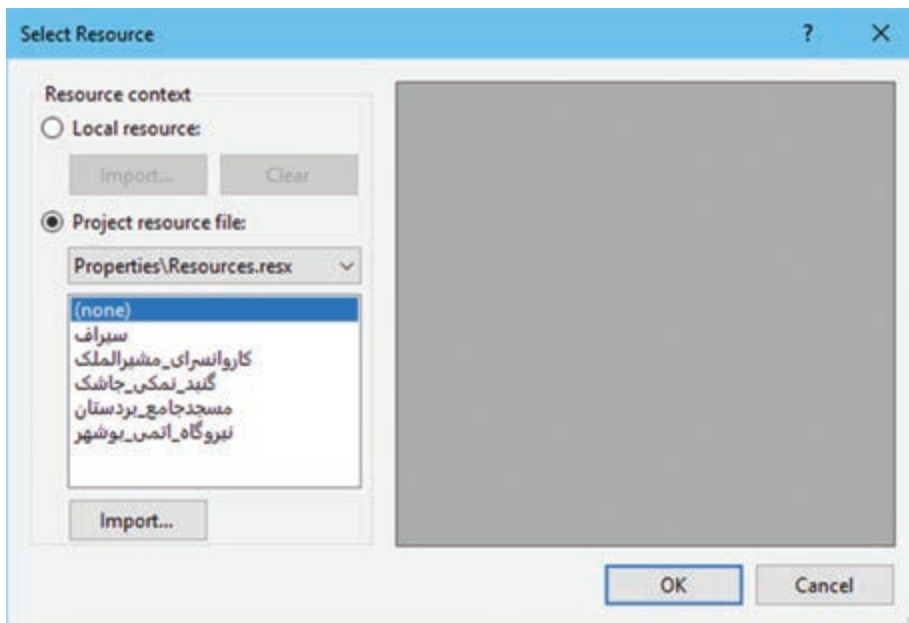 Select Resource
Resource context
Local resource:
Import... Clear
Project resource file:
Properties\Resources.resx
(none)
سیراف
کاروانسرای_مشیرالملک
گنبد_نمکی_جاشک
مسجدجامع_بردستان
نیروگاه_اتمی_بوشهر
Import...
OK Cancel